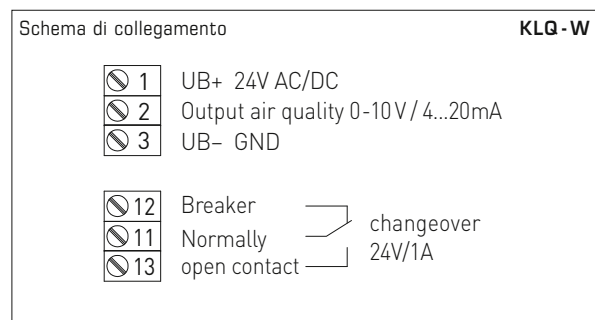 Schema di collegamento KLQ-W
1 UB+ 24V AC/DC
2 Output air quality 0-10 V / 4...20mA
3 UB– GND
12 Breaker
11 Normally
13 open contact
changeover
24V/1A